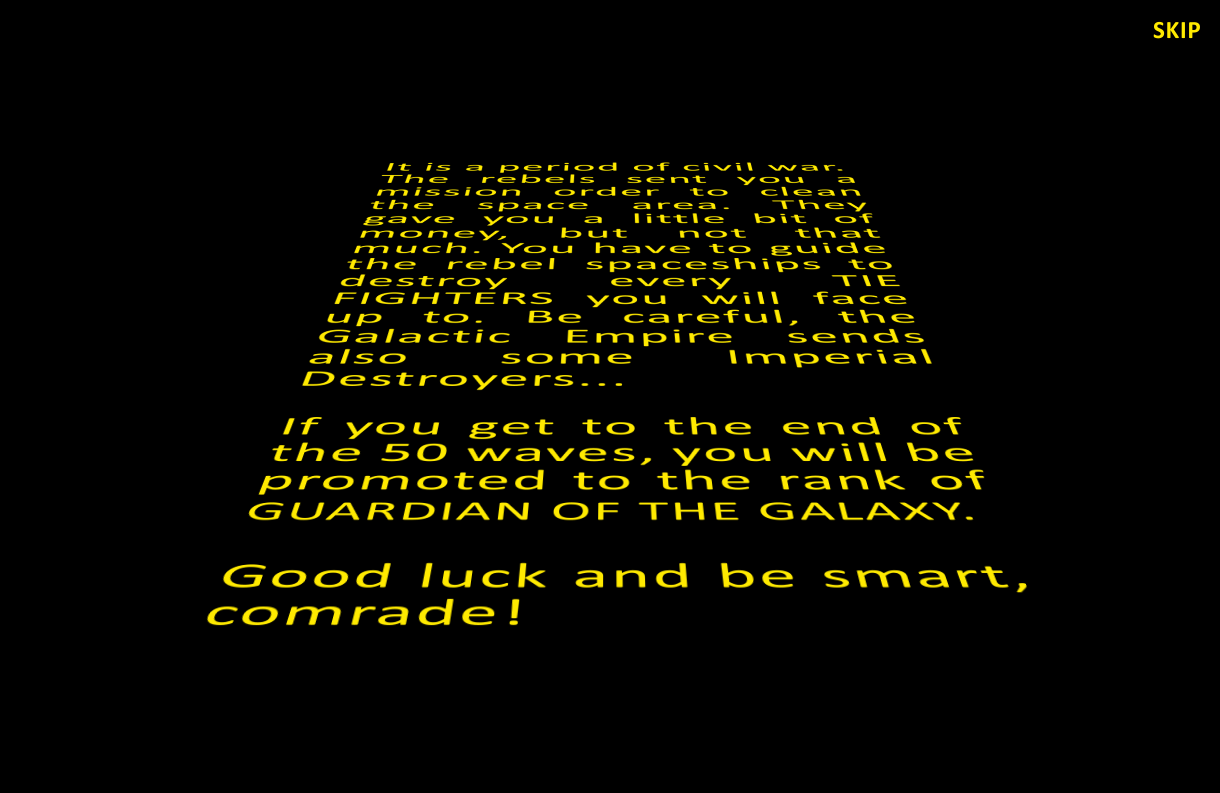 SKIP
It is a period of civil war.
The rebels sent you a
mission order to clean
the space area. They
gave you a little bit of
money, but not that
much. You have to guide
the rebel spaceships to
destroy every TIE
FIGHTERS you will face
up to. Be careful, the
Galactic Empire sends
also some Imperial
Destroyers...
If you get to the end of
the 50 waves, you will be
promoted to the rank of
GUARDIAN OF THE GALAXY.
Good luck and be smart,
comrade!